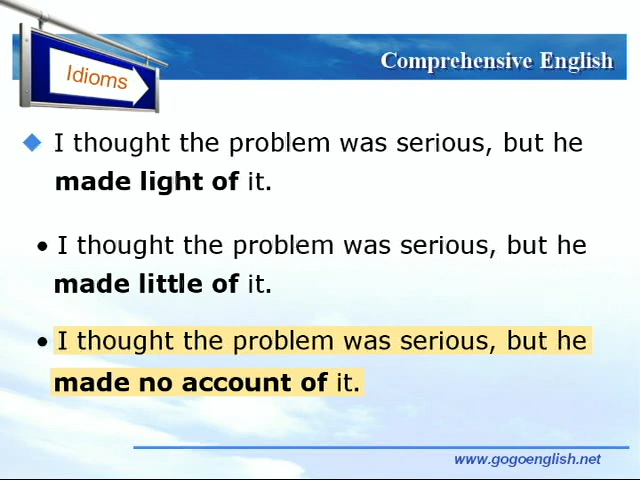 Idioms
Comprehensive English
I thought the problem was serious, but he
made light of it.
• I thought the problem was serious, but he
made little of it.
• I thought the problem was serious, but he
made no account of it.
www.gogoenglish.net